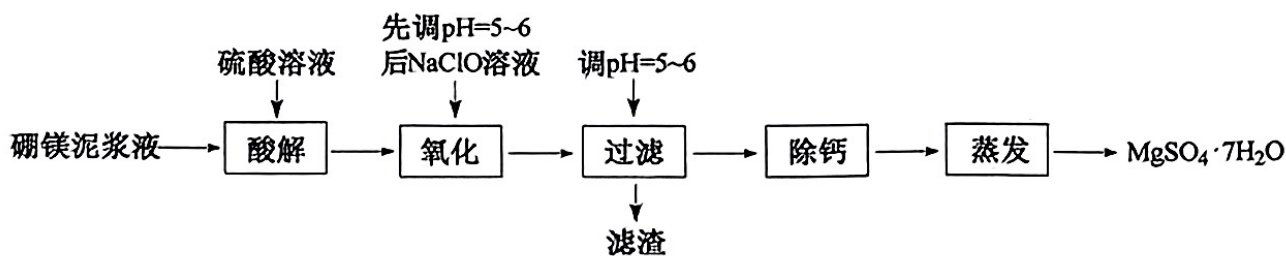 先调pH=5~6
硫酸溶液 后NaClO溶液 调pH=5~6
硼镁泥浆液 酸解 氧化 过滤 除钙 蒸发 MgSO₄·7H₂O
滤渣